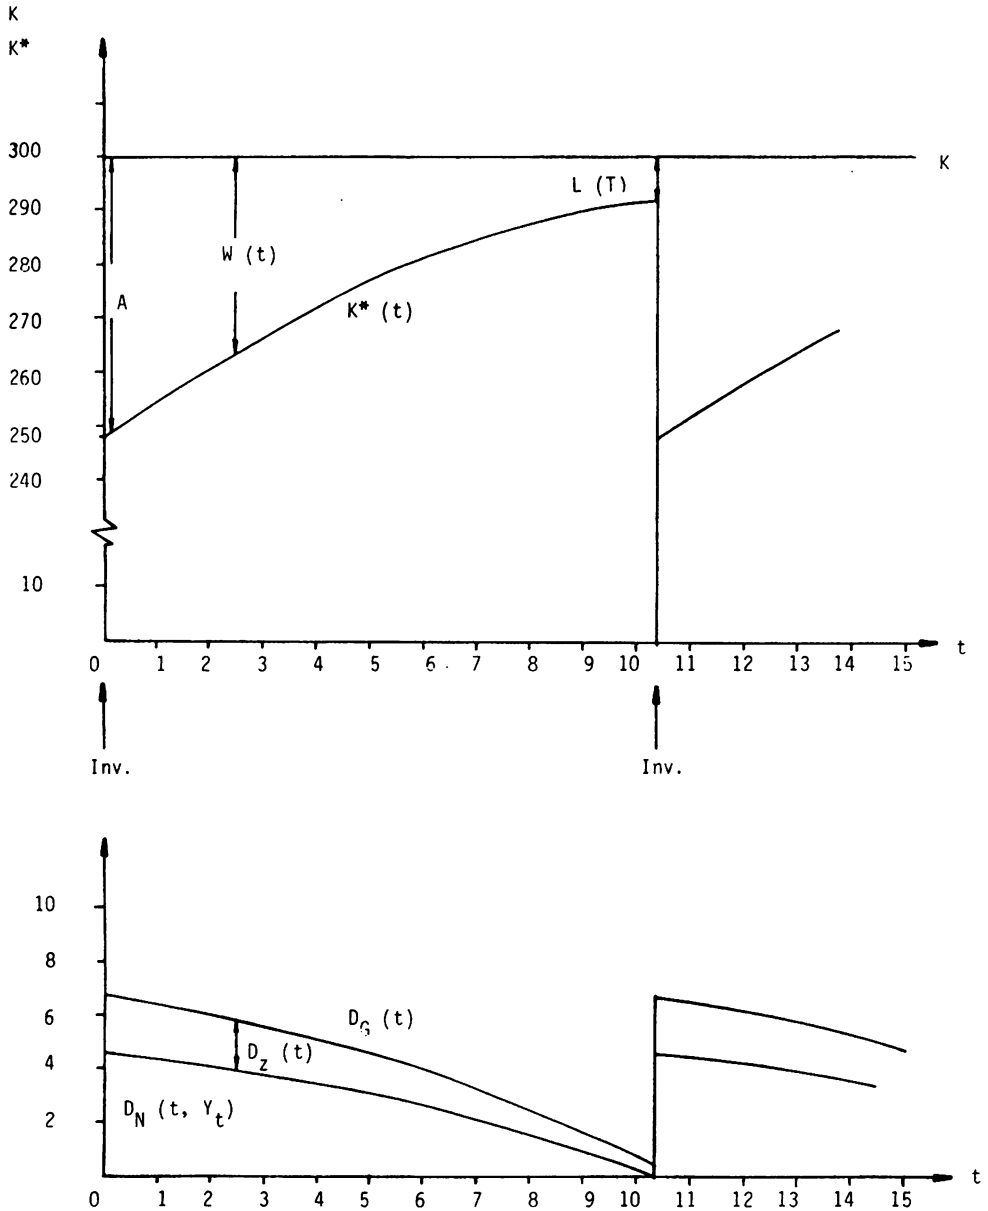 K
K*
300
K
L (T)
290
W (t)
280
A
K* (t)
270
260
250
240
10
0 1 2 3 4 5 6 7 8 9 10 11 12 13 14 15 t
Inv. Inv.
10
8
6
D_G (t)
D_z (t)
4
D_N (t, Y_t)
2
0 1 2 3 4 5 6 7 8 9 10 11 12 13 14 15 t